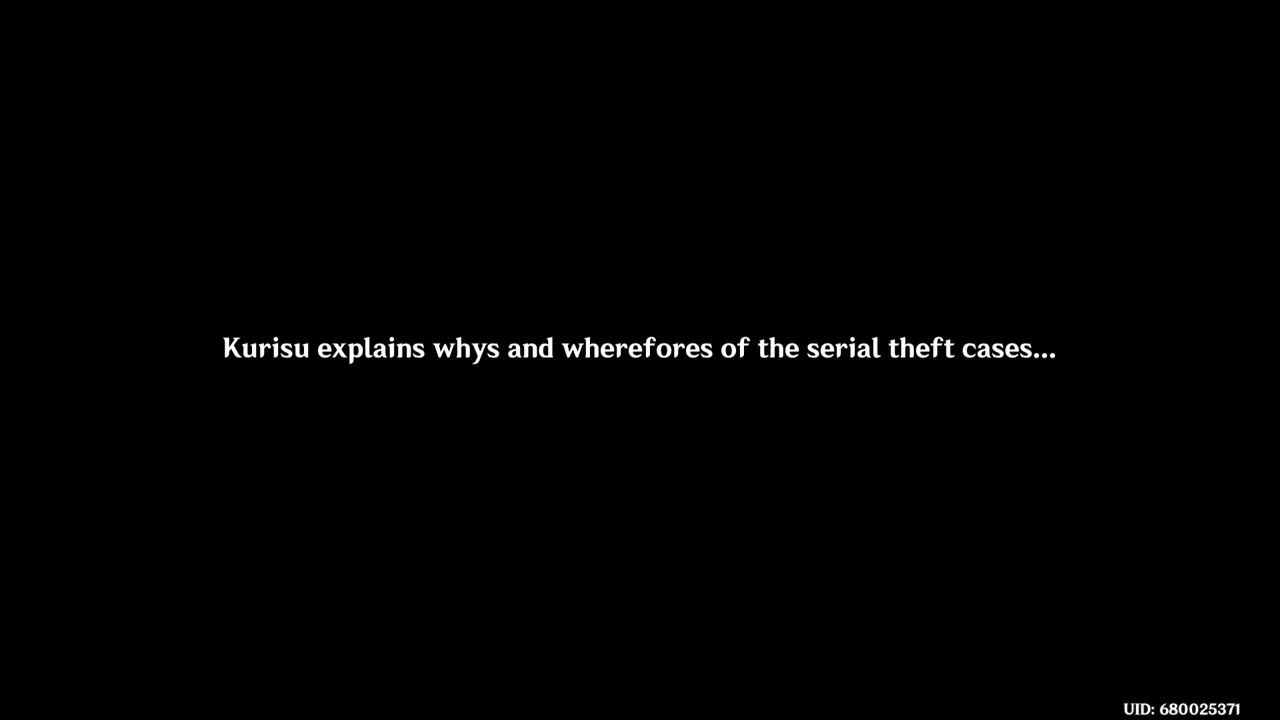 Kurisu explains whys and wherefores of the serial theft cases...
UID: 680025371